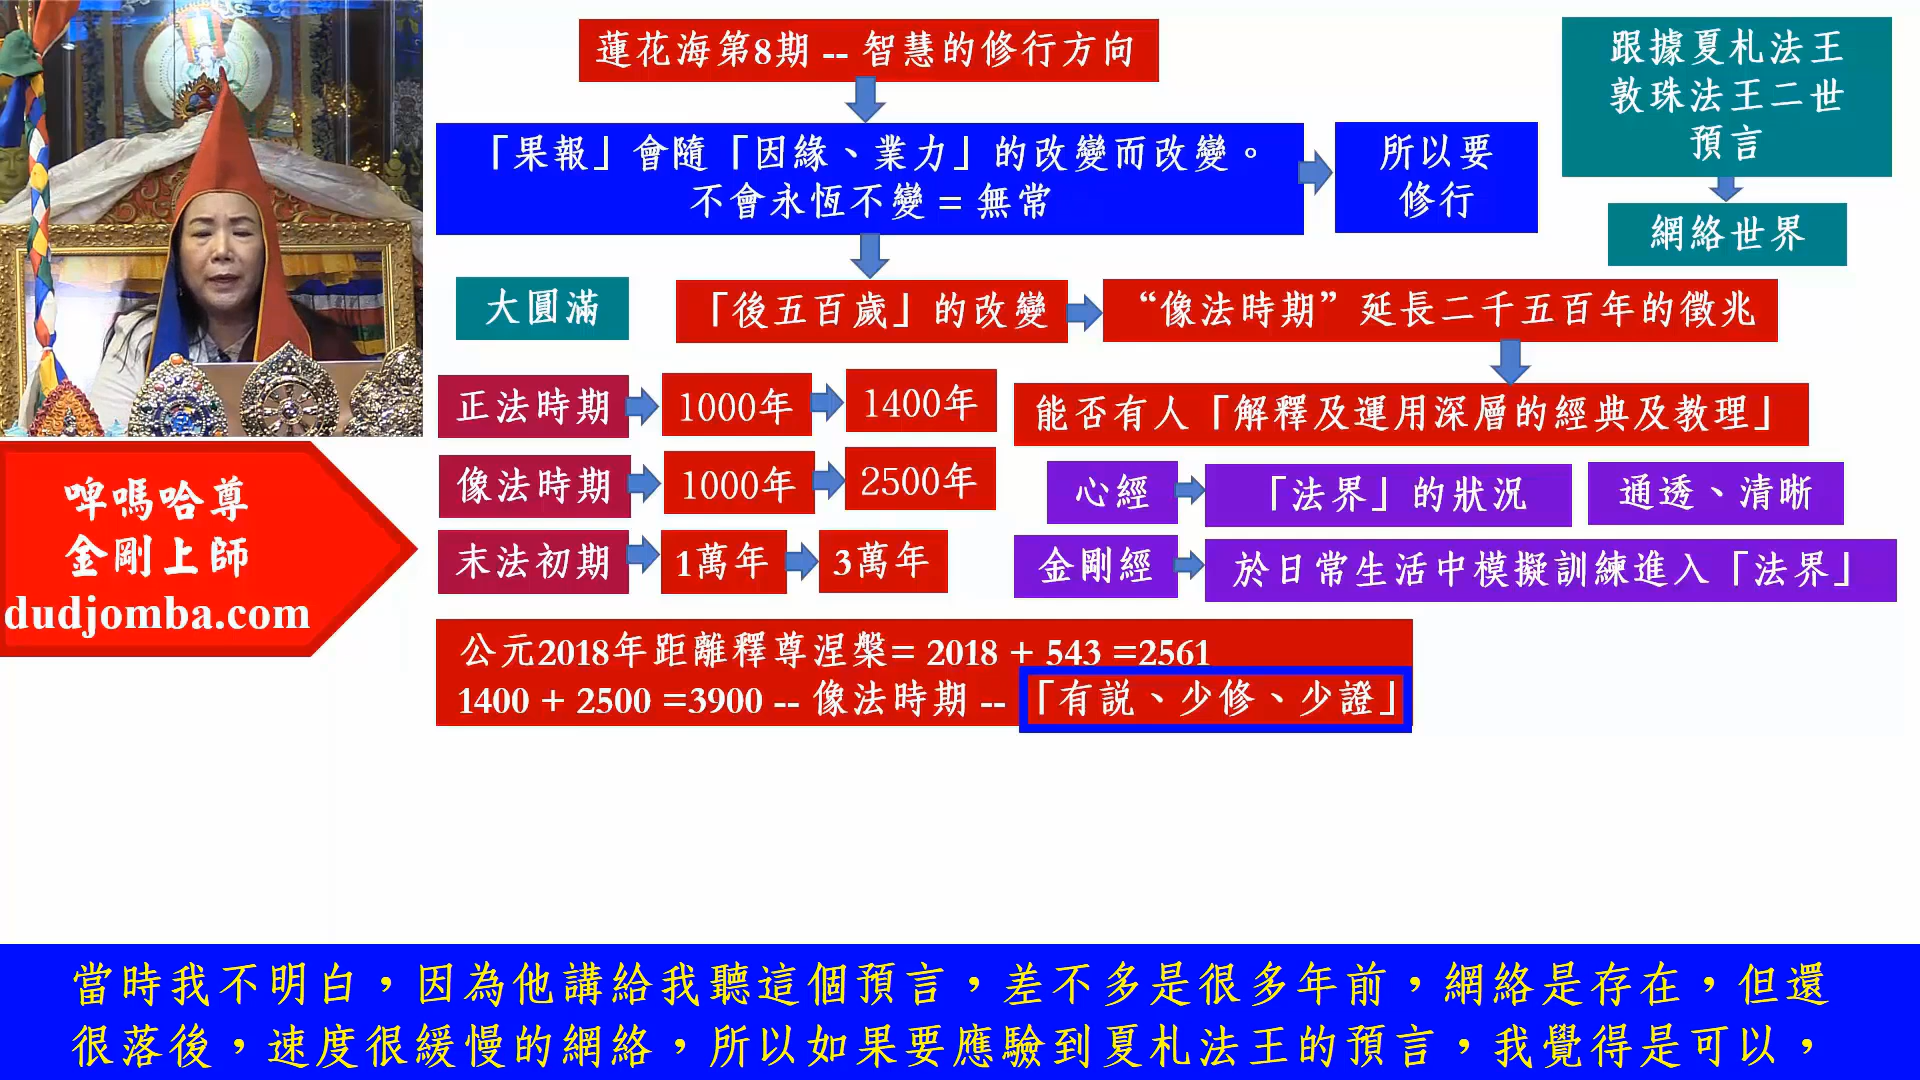 蓮花海第8期 -- 智慧的修行方向
「果報」會隨「因緣、業力」的改變而改變。
不會永恆不變 = 無常
所以要
修行
跟據夏札法王
敦珠法王二世
預言
網絡世界
大圓滿
「後五百歲」的改變
“像法時期”延長二千五百年的徵兆
正法時期
1000年
1400年
能否有人「解釋及運用深層的經典及教理」
像法時期
1000年
2500年
心經
「法界」的狀況
通透、清晰
末法初期
1萬年
3萬年
金剛經
於日常生活中模擬訓練進入「法界」
啤嗎哈尊
金剛上師
dudjomba.com
公元2018年距離釋尊涅槃= 2018 + 543 =2561
1400 + 2500 =3900 -- 像法時期 -- 「有説、少修、少證」
當時我不明白，因為他講給我聽這個預言，差不多是很多年前，網絡是存在，但還
很落後，速度很緩慢的網絡，所以如果要應驗到夏札法王的預言，我覺得是可以，